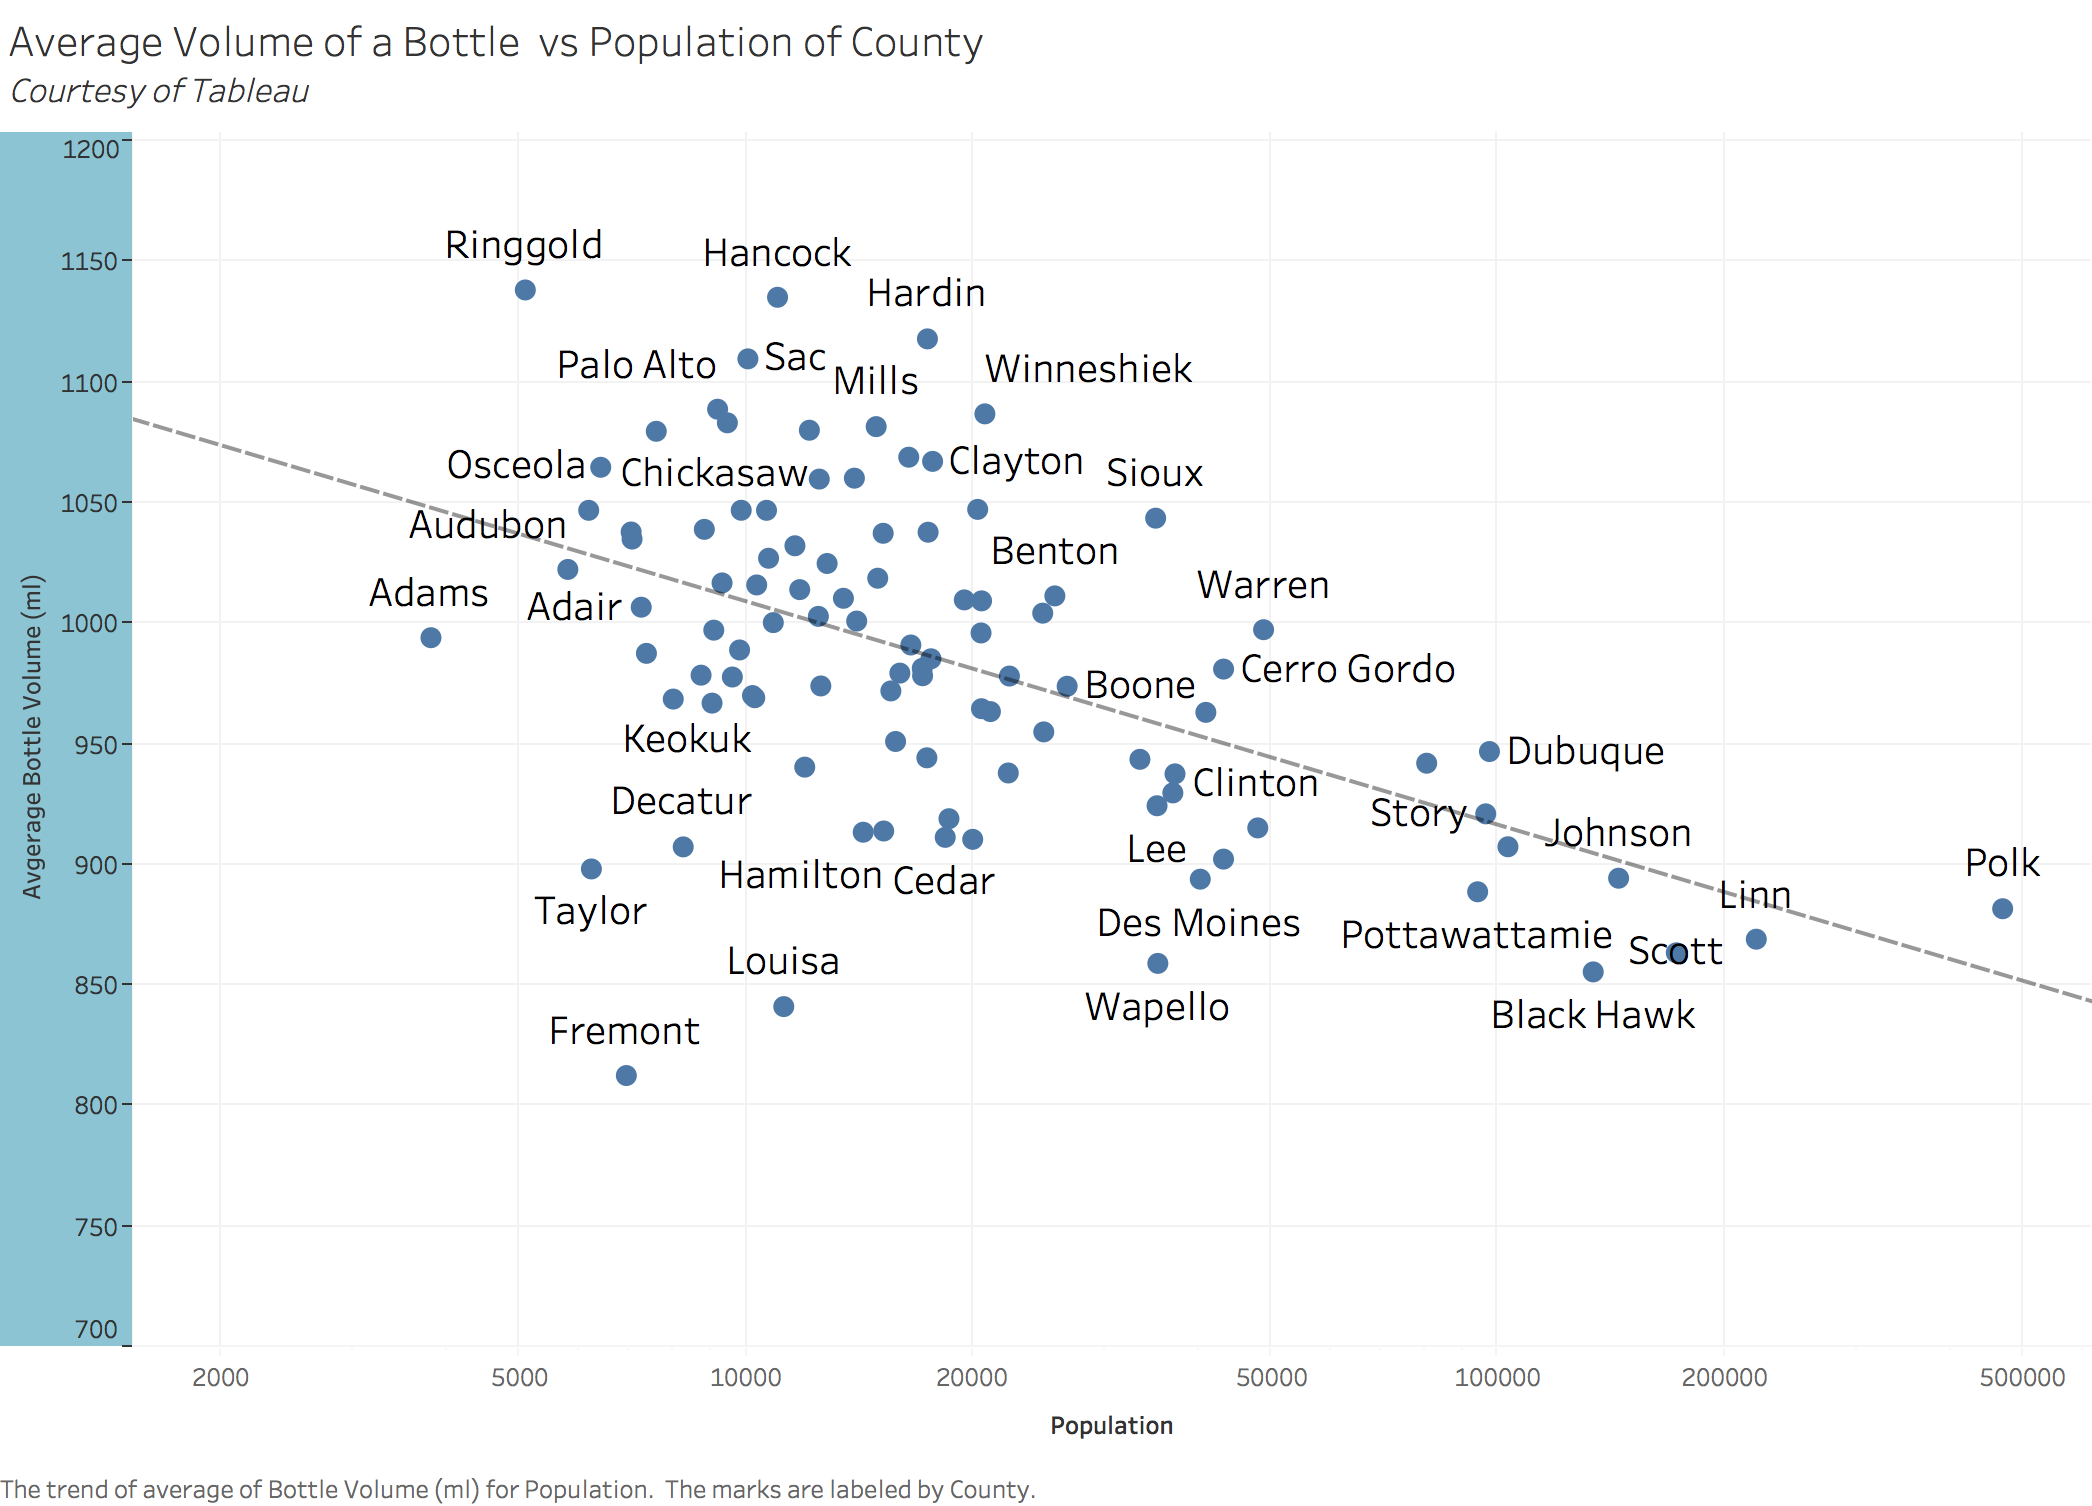 Average Volume of a Bottle  vs Population of County
Courtesy of Tableau
1200
Ringgold
Hancock
1150
Hardin
Sac
Palo Alto
Winneshiek
Mills
1100
Clayton
Osceola
Chickasaw
Sioux
1050
Audubon
Benton
Warren
Adams
Adair
1000
Cerro Gordo
Boone
Keokuk
950
Dubuque
Clinton
Decatur
Story
Johnson
Lee
Polk
900
Hamilton
Cedar
Linn
Taylor
Des Moines
Pottawattamie
Scott
Louisa
850
Wapello
Black Hawk
Fremont
800
750
700
Avgerage Bottle Volume (ml)
2000 5000 10000 20000 50000 100000 200000 500000
Population
The trend of average of Bottle Volume (ml) for Population.  The marks are labeled by County.